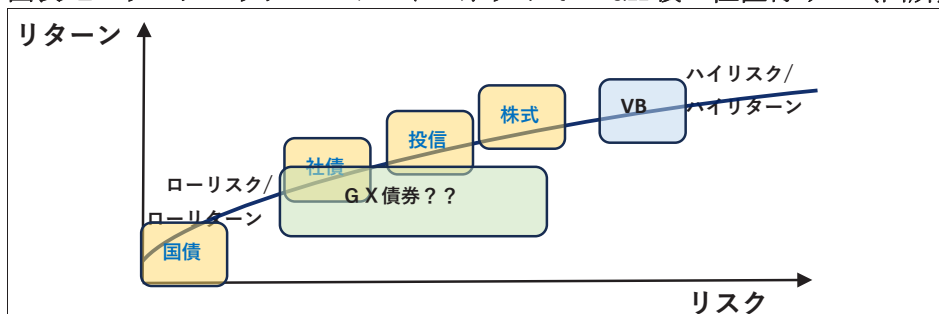 リターン
ハイリスク/
ハイリターン
VB
株式
投信
社債
GX債券??
ローリスク/
ローリターン
国債
リスク